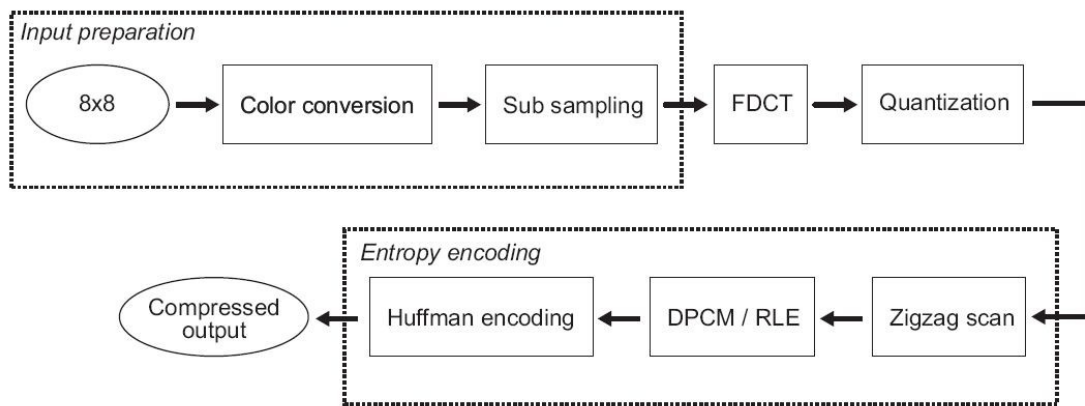 Input preparation
8x8
Color conversion
Sub sampling
FDCT
Quantization
Entropy encoding
Compressed
output
Huffman encoding
DPCM / RLE
Zigzag scan